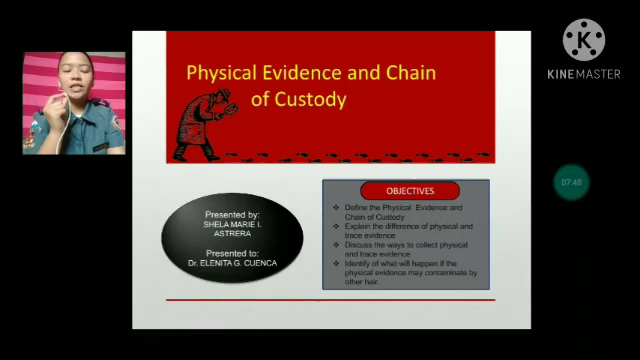 Physical Evidence and Chain
of Custody
Presented by:
SHELA MARIE I.
ASTRERA
Presented to:
Dr. ELENITA G. CUENCA
OBJECTIVES
Define the Physical Evidence and
Chain of Custody
Explain the difference of physical and
trace evidence
Discuss the ways to collect physical
and trace evidence
Identify of what will happen if the
physical evidence may contaminate by
other hair.
K
KINEMASTER
07:48